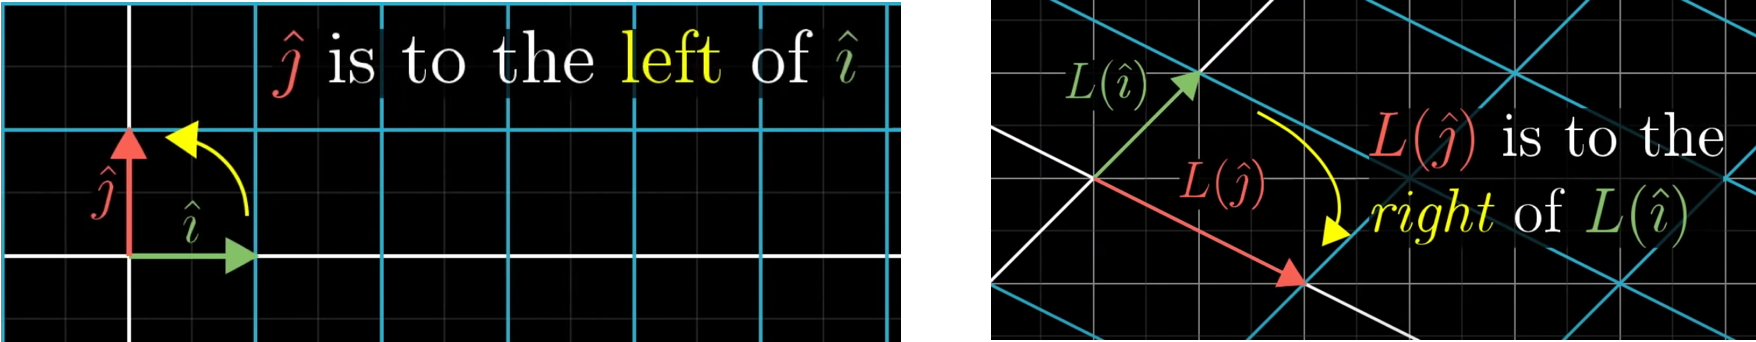 ĵ is to the left of î
ĵ
î
L(î)
L(ĵ)
L(ĵ) is to the
right of L(î)